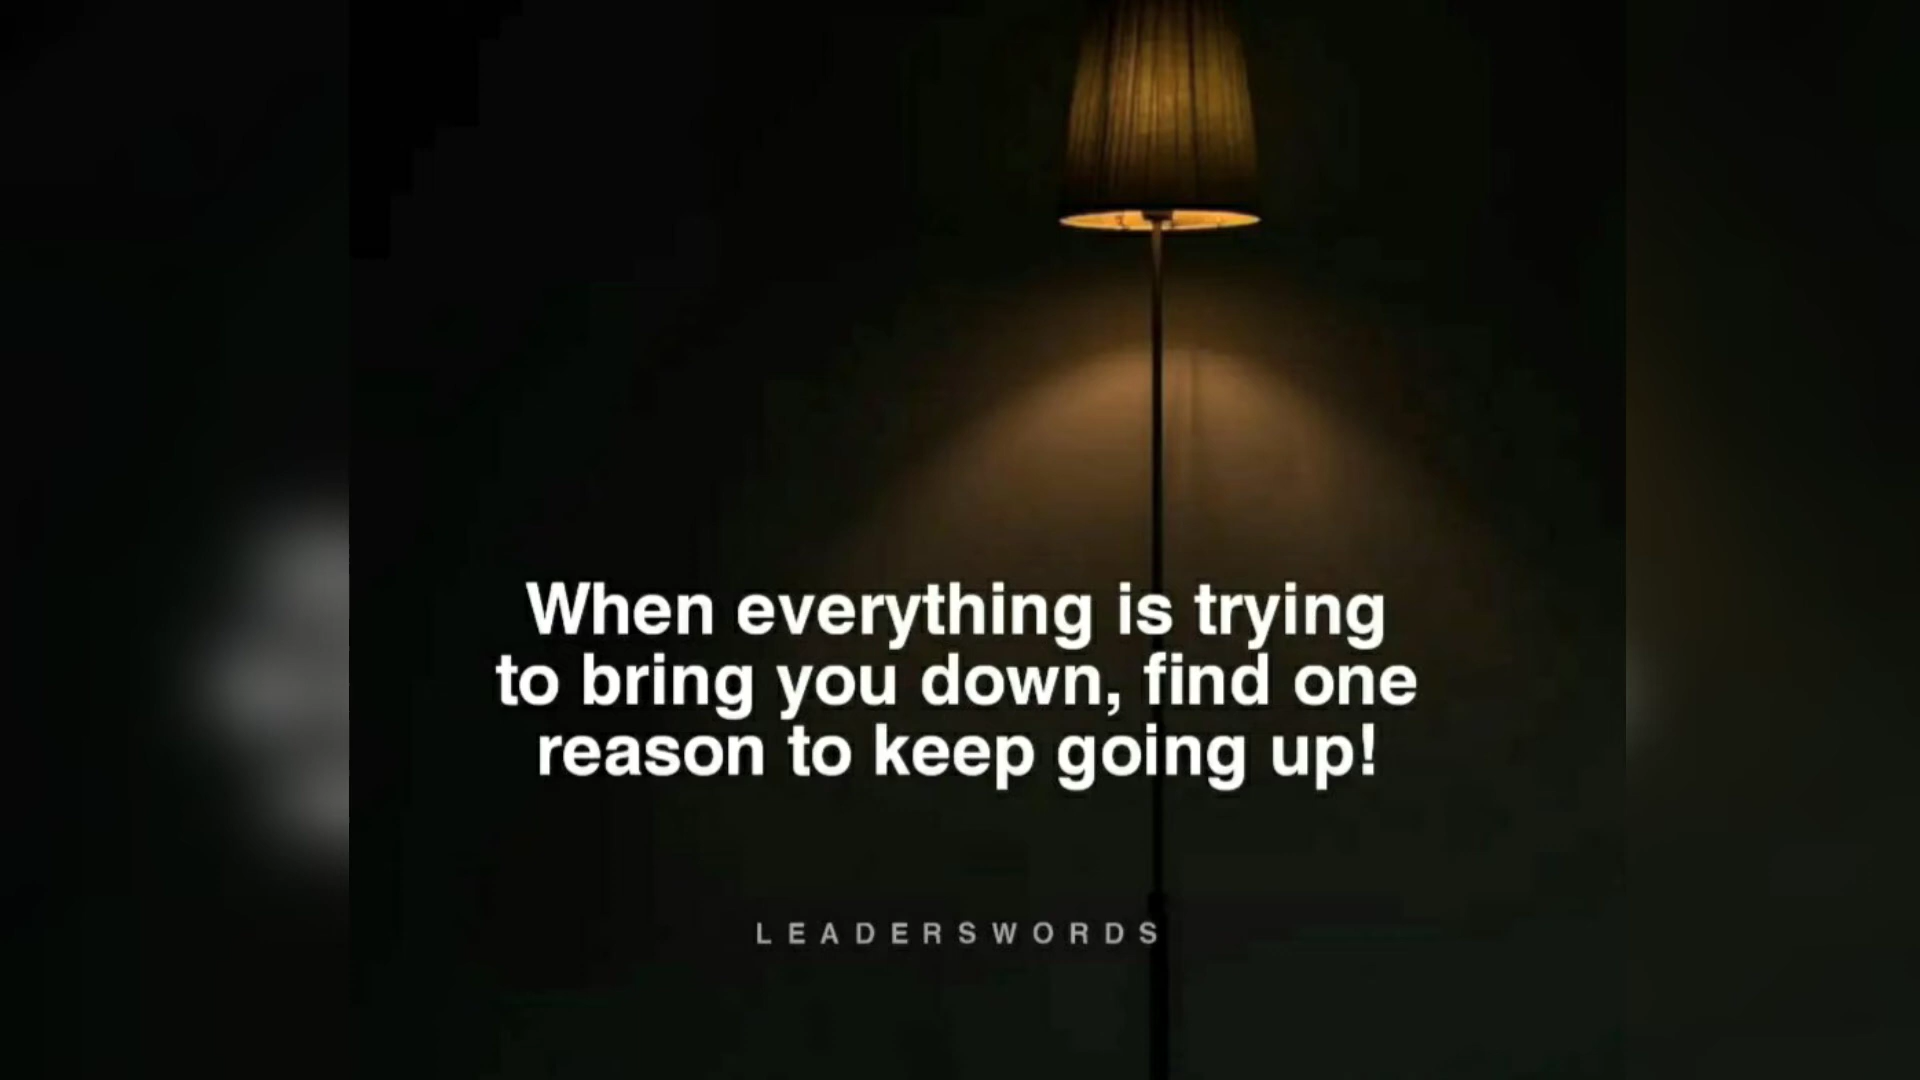 When everything is trying
to bring you down, find one
reason to keep going up!
LEADERSWORDS